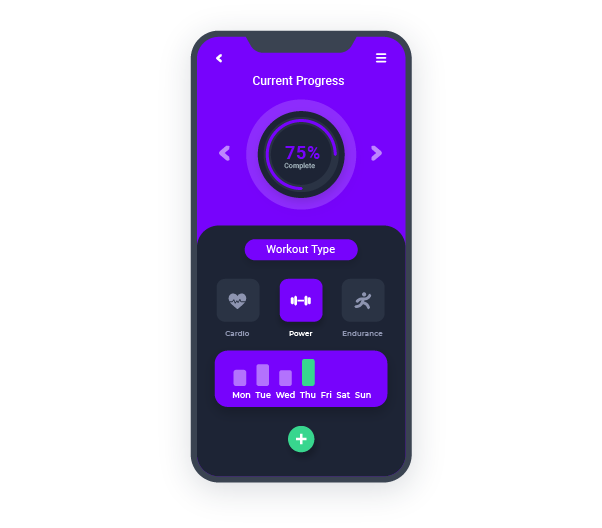 Current Progress
75%
Complete
Workout Type
Cardio Power Endurance
Mon Tue Wed Thu Fri Sat Sun